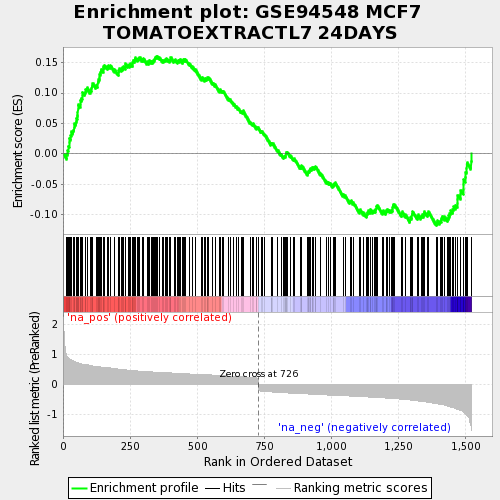 Enrichment plot: GSE94548 MCF7
TOMATOEXTRACTL7 24DAYS
Enrichment score (ES)
0.15
0.10
0.05
0.00
-0.05
-0.10
'na_pos' (positively correlated)
Ranked list metric (PreRanked)
2
1
0
-1
Zero cross at 726
'na_neg' (negatively correlated)
0
250
500
750
1,000
1,250
1,500
Rank in Ordered Dataset
Enrichment profile
Hits
Ranking metric scores